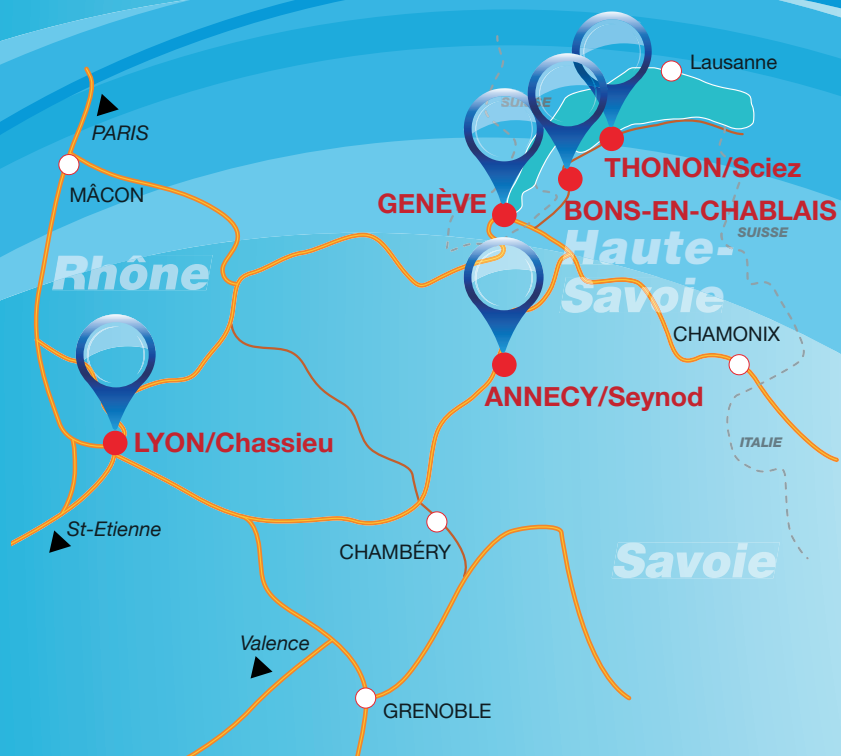 Lausanne
SUISSE
PARIS
THONON/Sciez
MÂCON
GENÈVE
BONS-EN-CHABLAIS
SUISSE
Haute-
Savoie
Rhône
CHAMONIX
ANNECY/Seynod
LYON/Chassieu
ITALIE
St-Etienne
CHAMBÉRY
Savoie
Valence
GRENOBLE